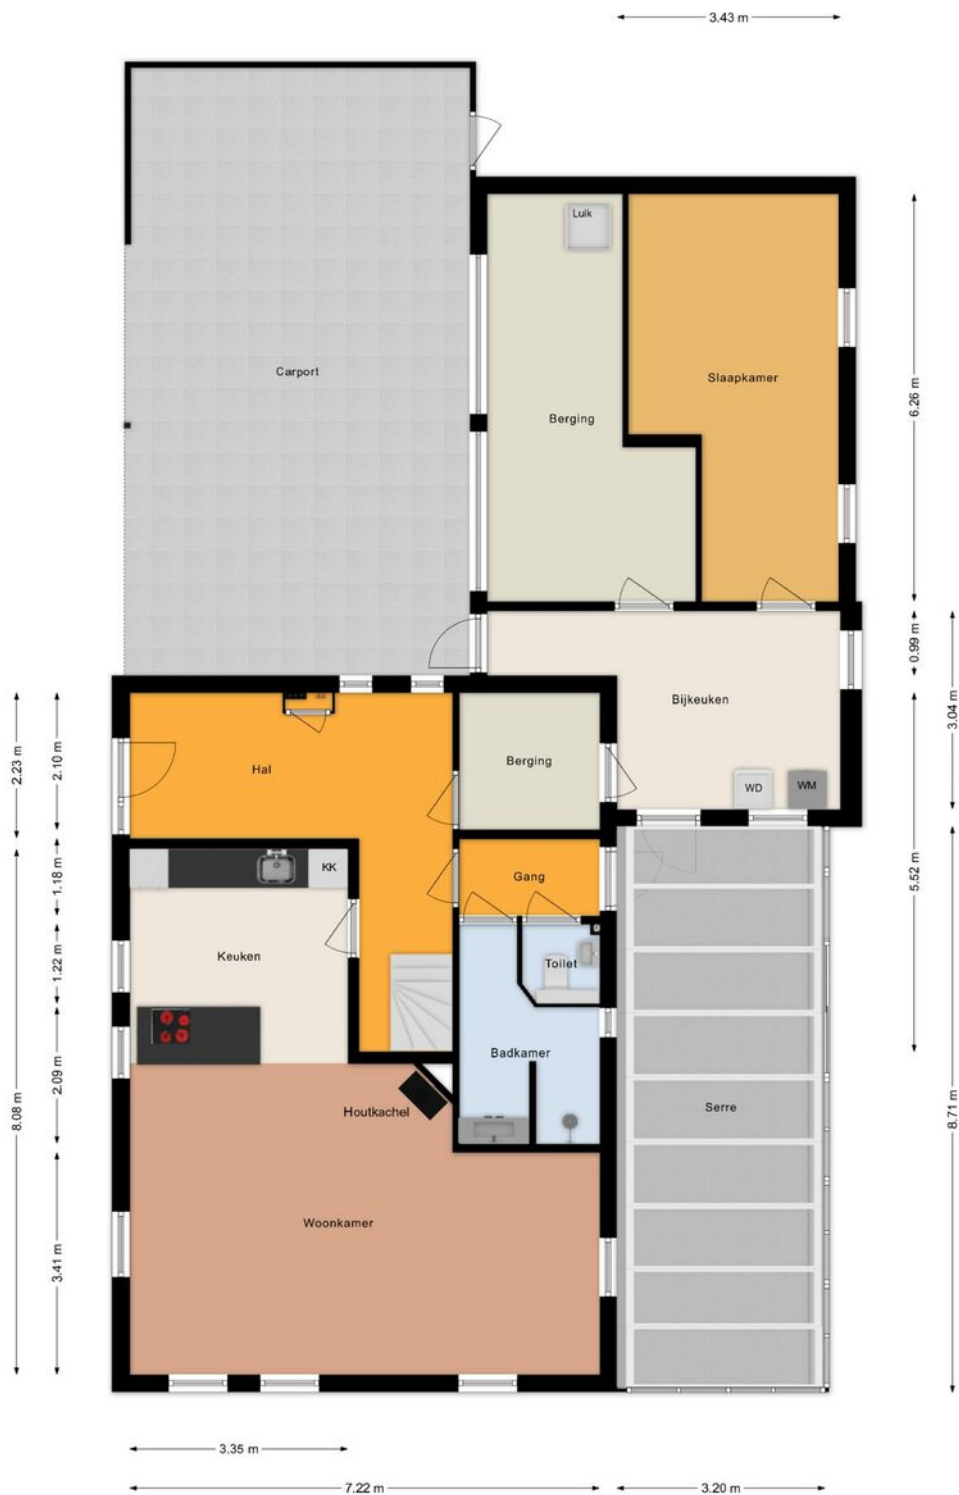 3.43 m
Luik
Carport
Slaapkamer
6.26 m
Berging
0.99 m
Bijkeuken
3.04 m
2.23 m
2.10 m
Hal
Berging
WD
WM
5.52 m
1.18 m
KK
Gang
Keuken
1.22 m
Toilet
Badkamer
2.09 m
Houtkachel
Serre
8.08 m
8.71 m
Woonkamer
3.41 m
3.35 m
7.22 m
3.20 m